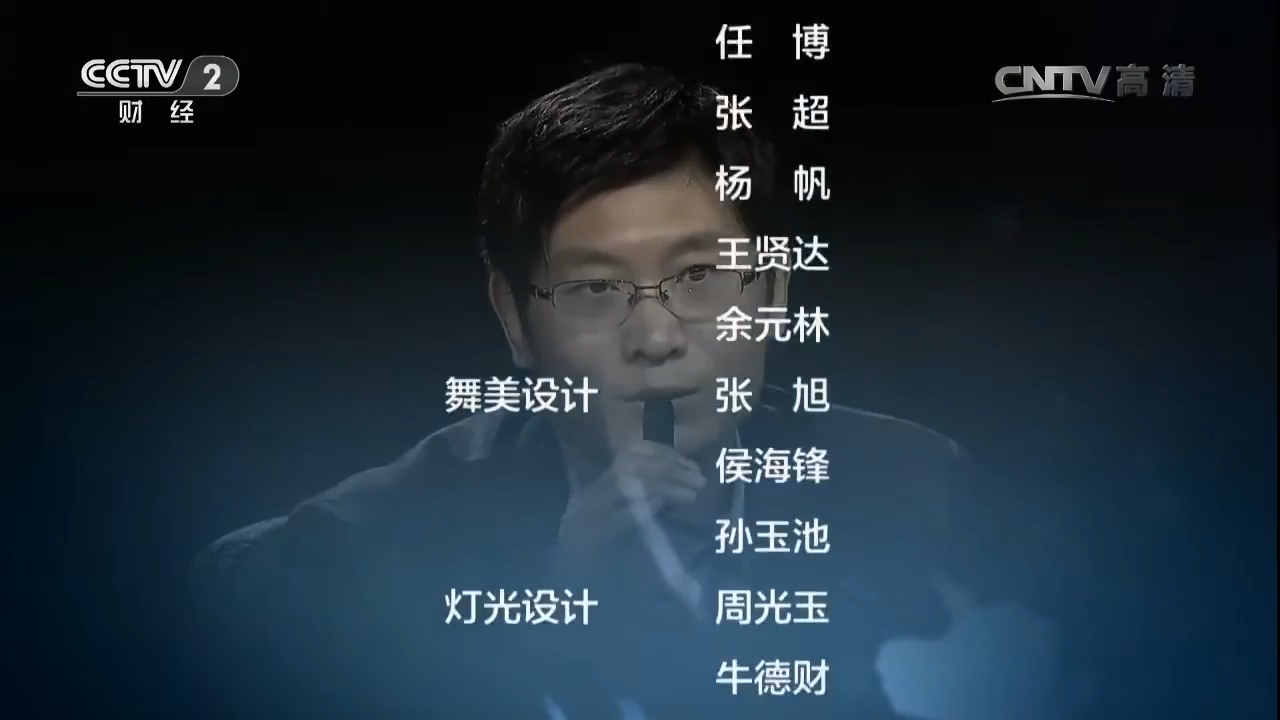 CCTV 2
财 经
CNTV高清
任 博
张 超
杨 帆
王贤达
余元林
舞美设计 张 旭
侯海锋
孙玉池
灯光设计 周光玉
牛德财